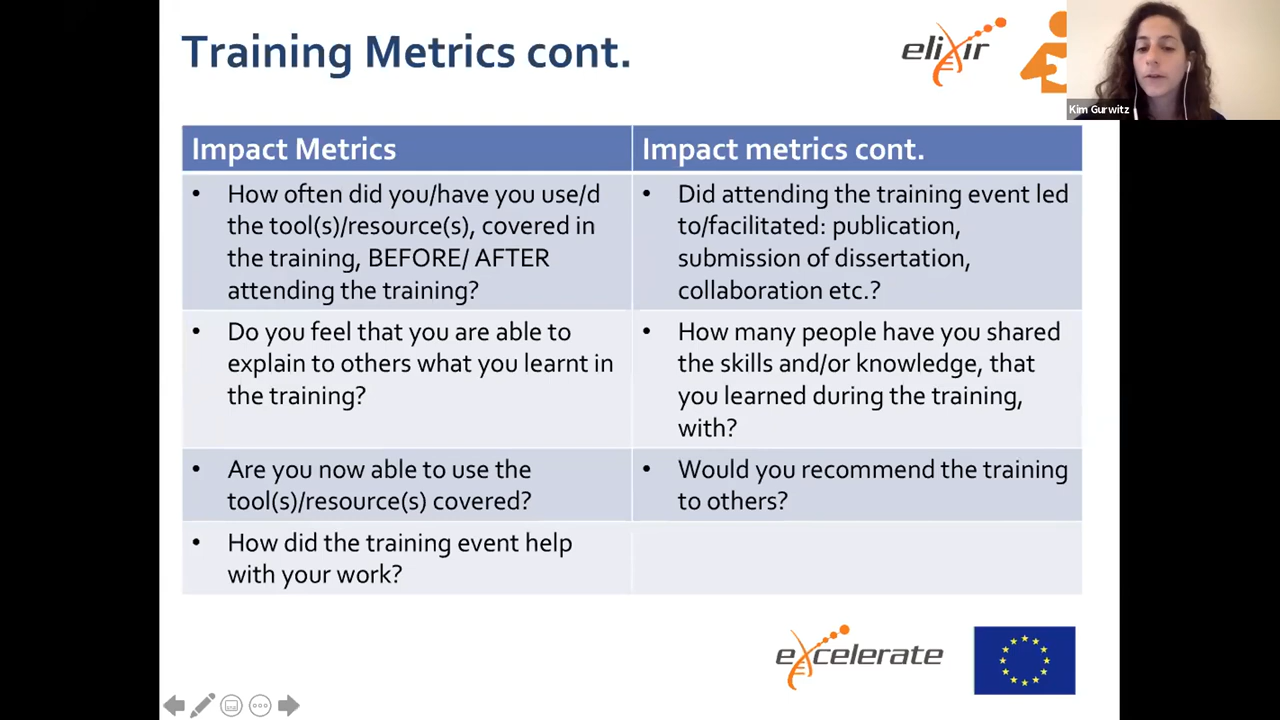 Training Metrics cont.
elixir
Kim Gurwitz
Impact Metrics
Impact metrics cont.
• How often did you/have you use/d
the tool(s)/resource(s), covered in
the training, BEFORE/ AFTER
attending the training?
• Did attending the training event led
to/facilitated: publication,
submission of dissertation,
collaboration etc.?
• Do you feel that you are able to
explain to others what you learnt in
the training?
• How many people have you shared
the skills and/or knowledge, that
you learned during the training,
with?
• Are you now able to use the
tool(s)/resource(s) covered?
• Would you recommend the training
to others?
• How did the training event help
with your work?
excelerate